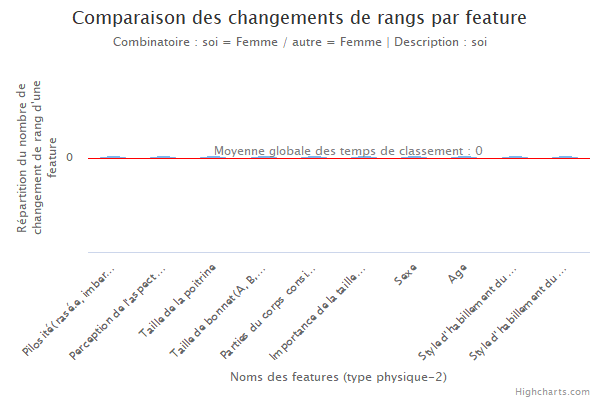 Comparaison des changements de rangs par feature
Combinatoire : soi = Femme / autre = Femme | Description : soi
Répartition du nombre de
changement de rang d'une
feature
0
Moyenne globale des temps de classement : 0
Pilosité(rasée, imber...
Perception de l'aspect...
Taille de la poitrine
Taille de bonnet(A, B,...
Parties du corps consi...
Importance de la taille...
Sexe
Age
Style d'habillement du ...
Style d'habillement du ...
Noms des features (type physique-2)
Highcharts.com